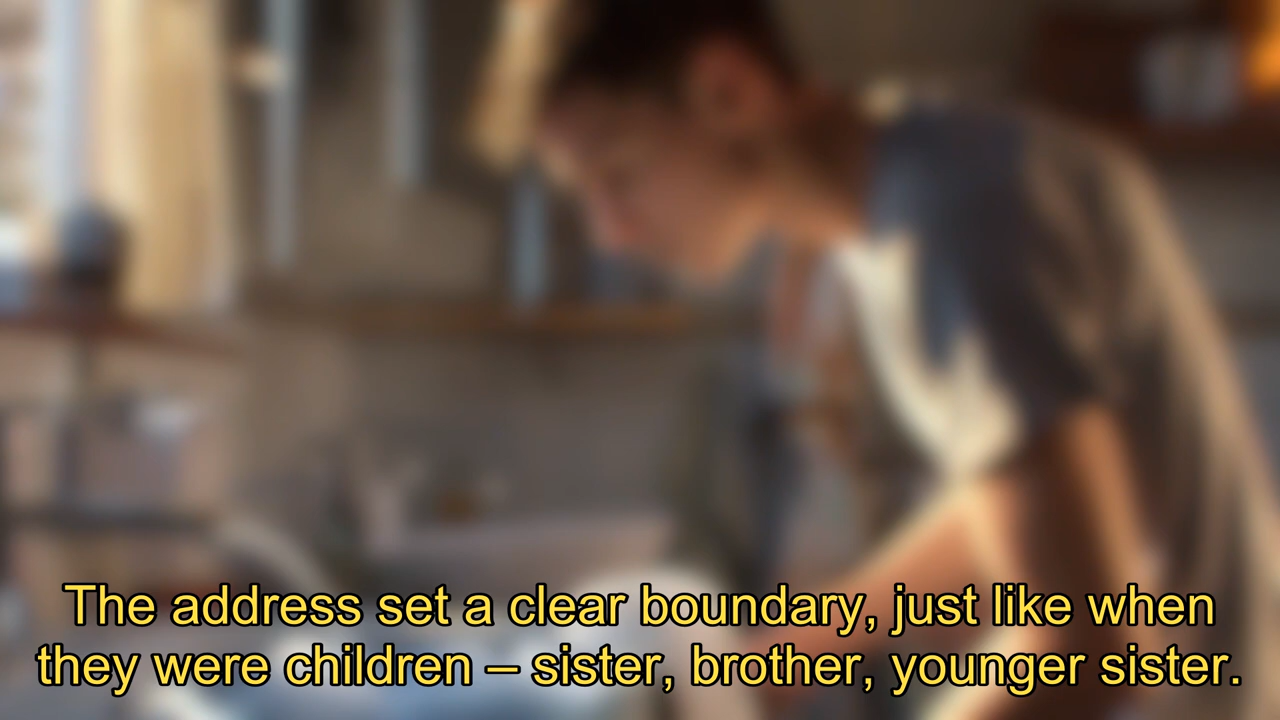 The address set a clear boundary, just like when
they were children – sister, brother, younger sister.